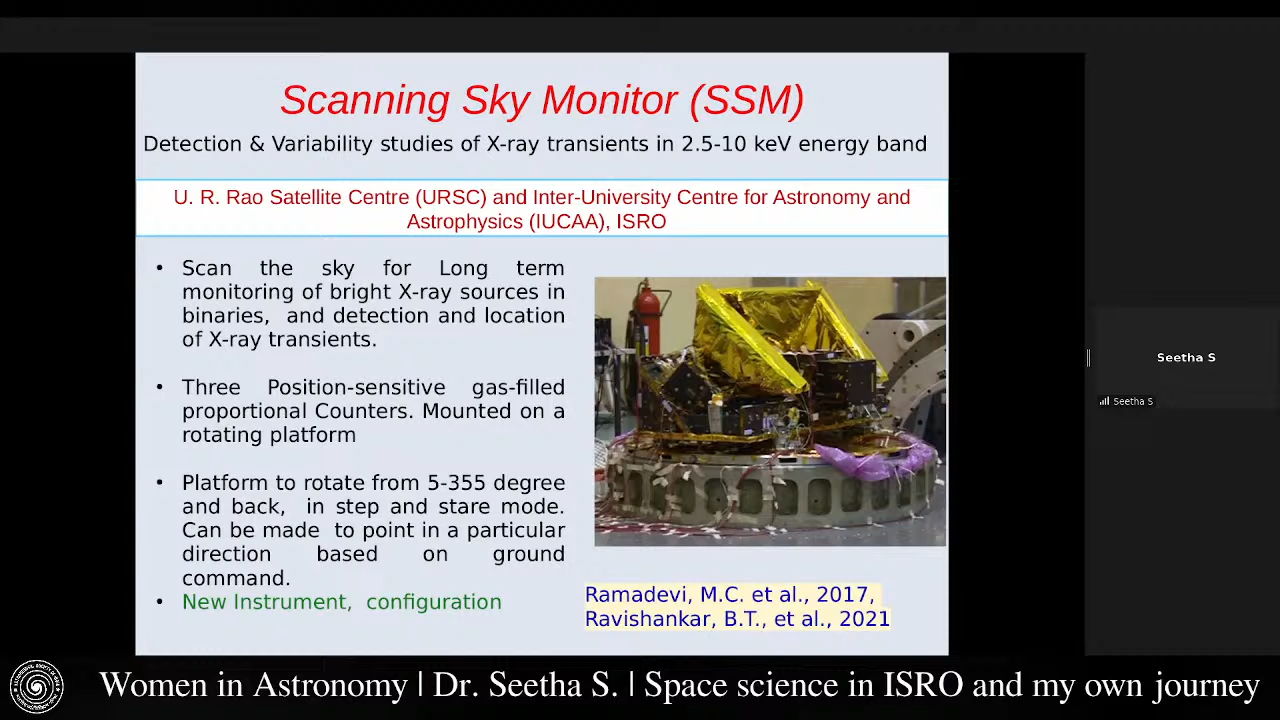 Scanning Sky Monitor (SSM)
Detection & Variability studies of X-ray transients in 2.5-10 keV energy band
U. R. Rao Satellite Centre (URSC) and Inter-University Centre for Astronomy and
Astrophysics (IUCAA), ISRO
• Scan the sky for Long term
monitoring of bright X-ray sources in
binaries, and detection and location
of X-ray transients.
• Three Position-sensitive gas-filled
proportional Counters. Mounted on a
rotating platform
• Platform to rotate from 5-355 degree
and back, in step and stare mode.
Can be made to point in a particular
direction based on ground
command.
• New Instrument, configuration
Ramadevi, M.C. et al., 2017,
Ravishankar, B.T., et al., 2021
Seetha S
Seetha S
Women in Astronomy | Dr. Seetha S. | Space science in ISRO and my own journey